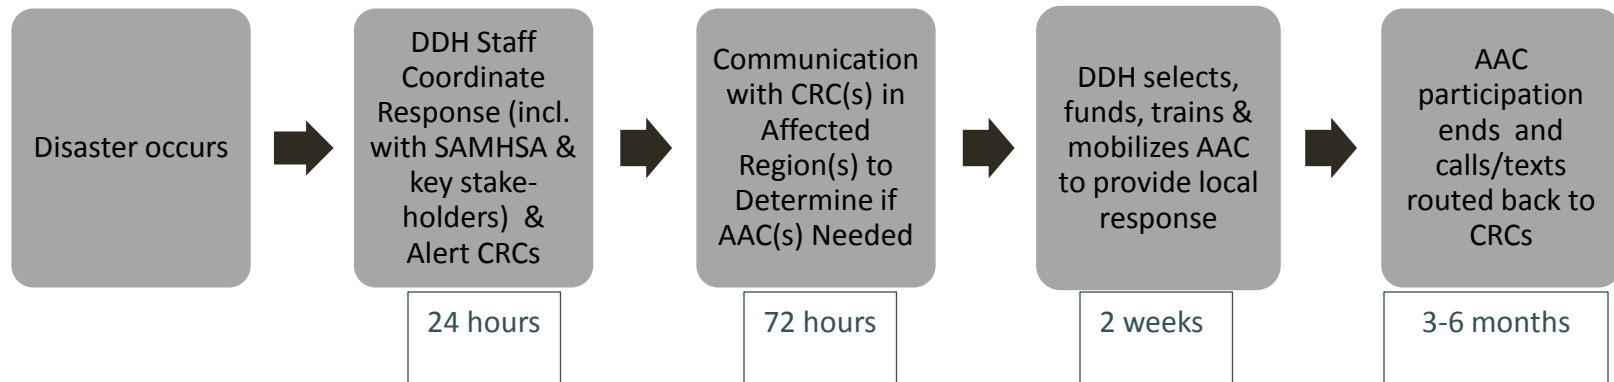 Disaster occurs
DDH Staff
Coordinate
Response (incl.
with SAMHSA &
key stake-
holders)  &
Alert CRCs
24 hours
Communication
with CRC(s) in
Affected
Region(s) to
Determine if
AAC(s) Needed
72 hours
DDH selects,
funds, trains &
mobilizes AAC
to provide local
response
2 weeks
AAC
participation
ends  and
calls/texts
routed back to
CRCs
3-6 months